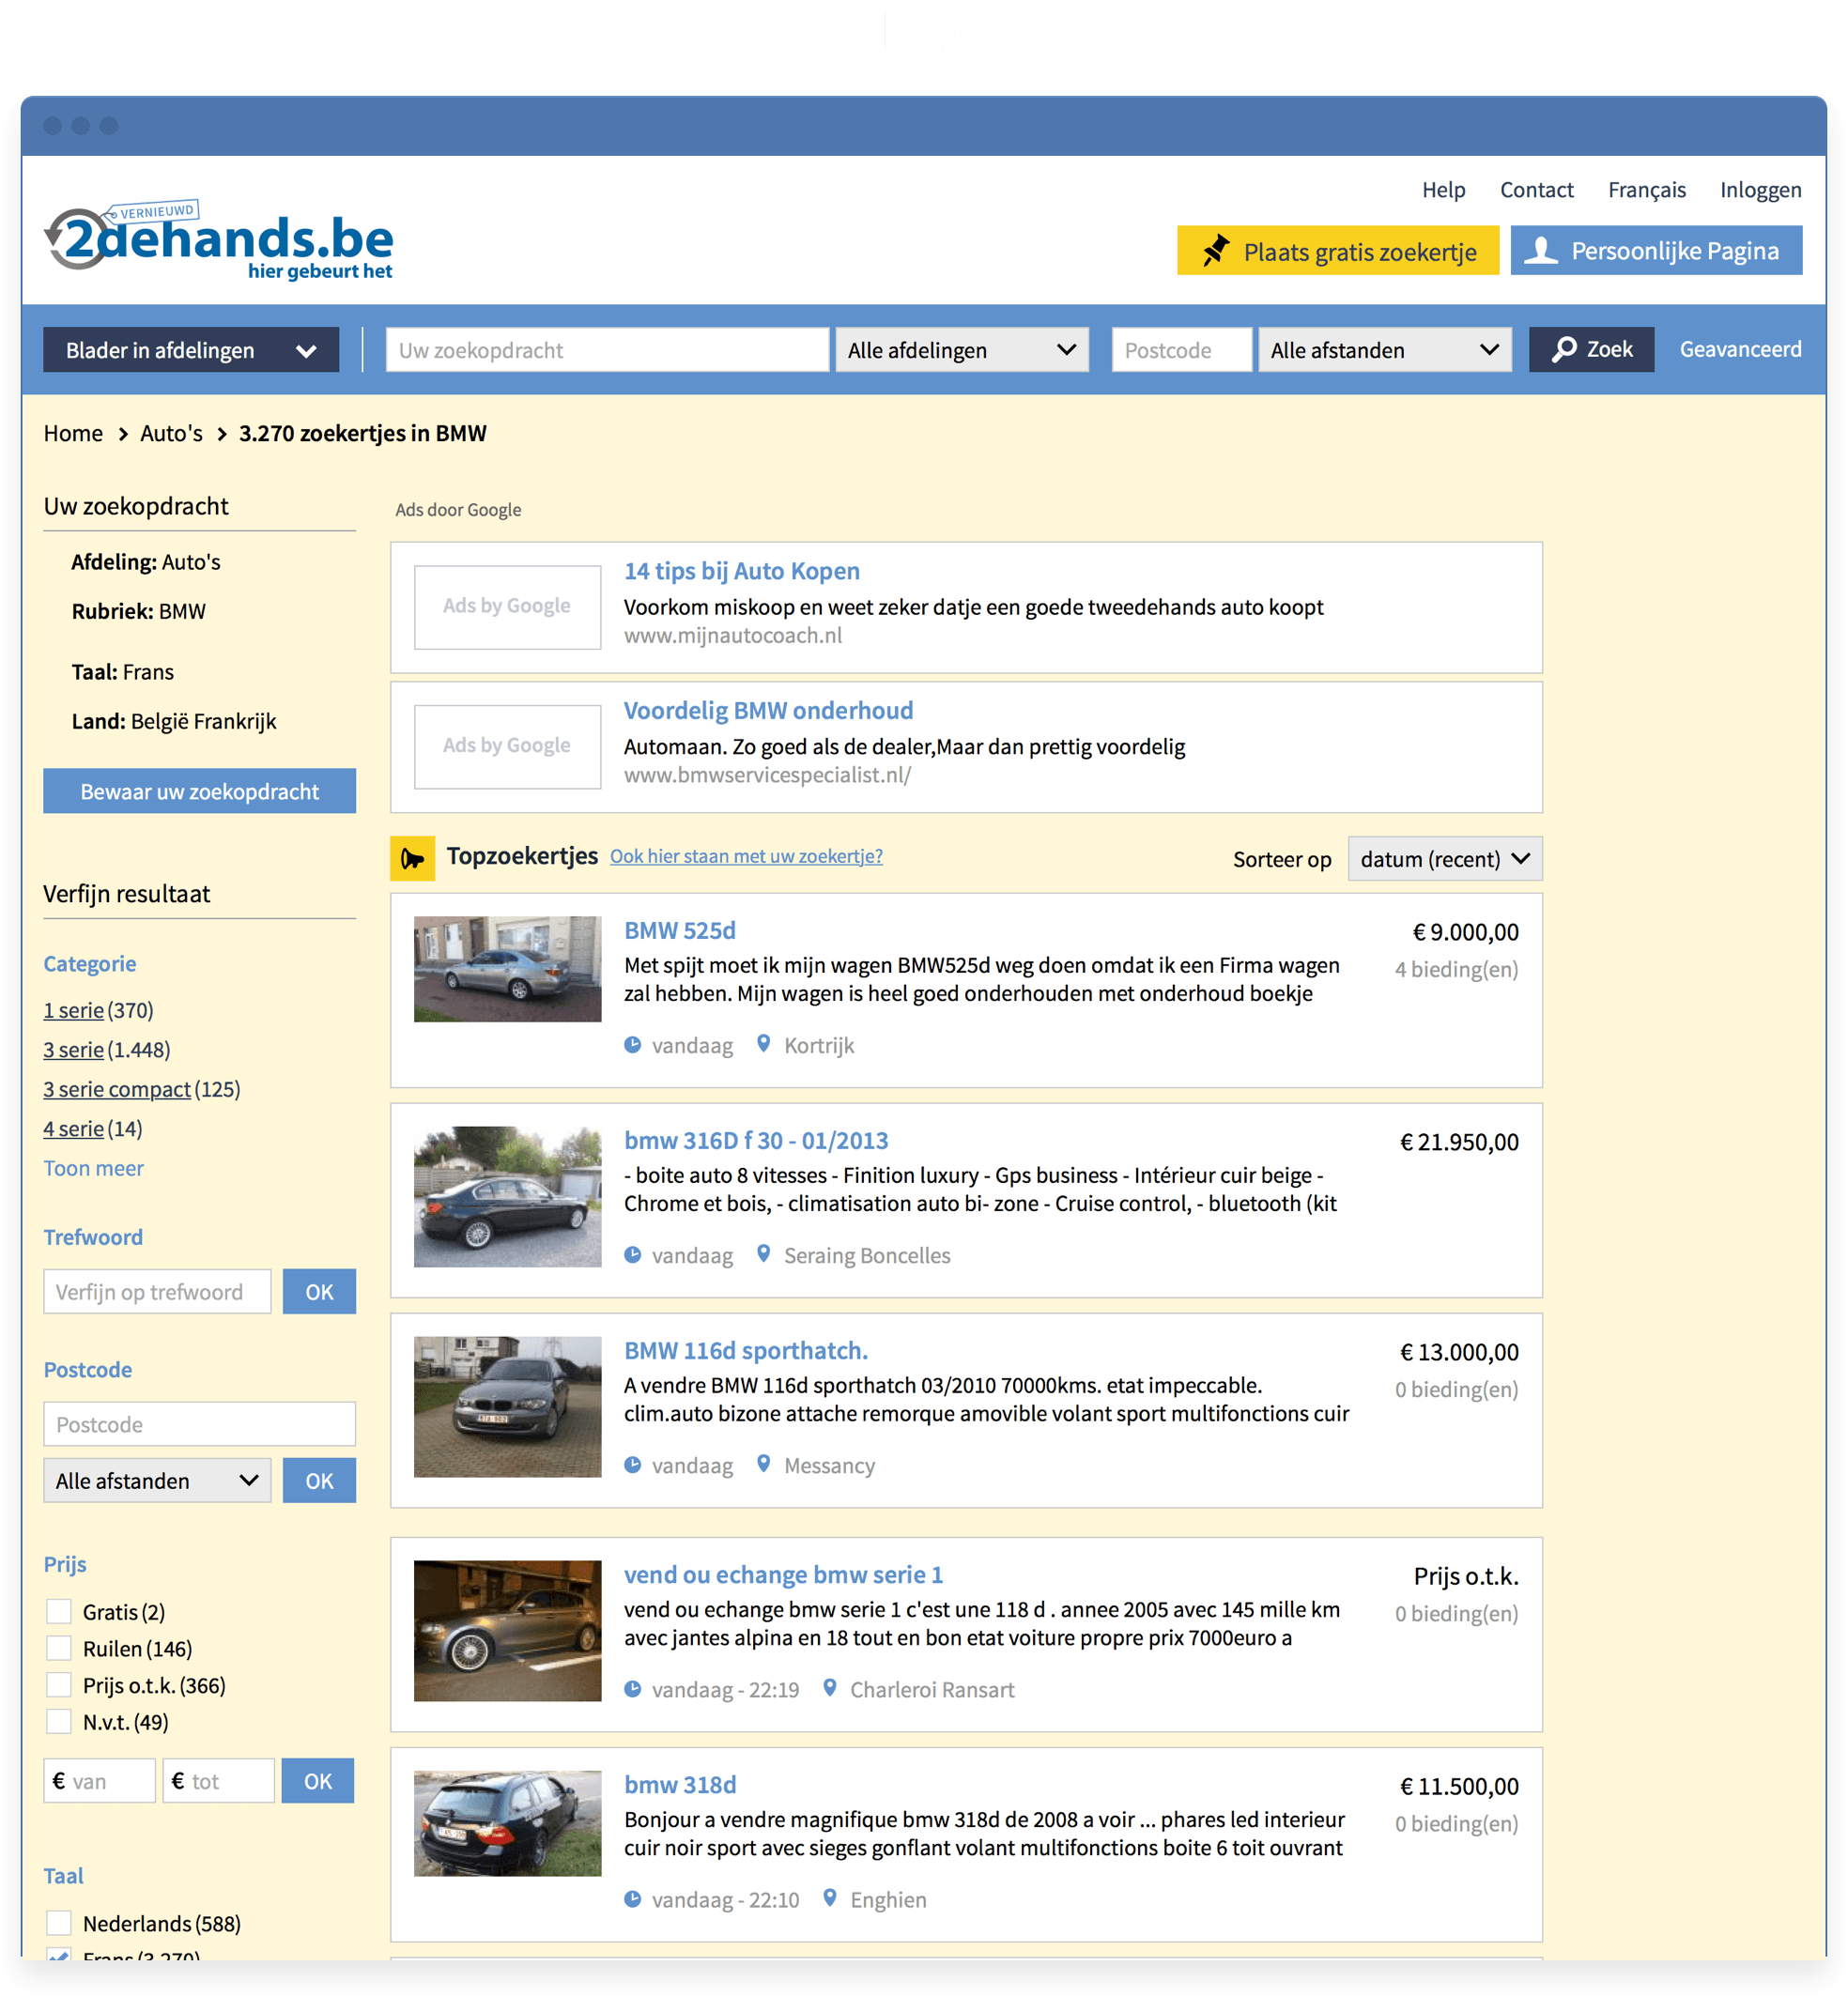 Help Contact Français Inloggen
VERNIEUWD
2dehands.be
hier gebeurt het
Plaats gratis zoekertje Persoonlijke Pagina
Blader in afdelingen Uw zoekopdracht Alle afdelingen Postcode Alle afstanden Zoek Geavanceerd
Home > Auto's > 3.270 zoekertjes in BMW
Uw zoekopdracht
Afdeling: Auto's
Rubriek: BMW
Taal: Frans
Land: België Frankrijk
Bewaar uw zoekopdracht
Verfijn resultaat
Categorie
1 serie (370)
3 serie (1.448)
3 serie compact (125)
4 serie (14)
Toon meer
Trefwoord
Verfijn op trefwoord OK
Postcode
Postcode
Alle afstanden OK
Prijs
Gratis (2)
Ruilen (146)
Prijs o.t.k. (366)
N.v.t. (49)
€ van € tot OK
Taal
Nederlands (588)
Frans (3.270)
Ads door Google
Ads by Google
14 tips bij Auto Kopen
Voorkom miskoop en weet zeker datje een goede tweedehands auto koopt
www.mijnautocoach.nl
Ads by Google
Voordelig BMW onderhoud
Automaan. Zo goed als de dealer,Maar dan prettig voordelig
www.bmwservicespecialist.nl/
Topzoekertjes Ook hier staan met uw zoekertje? Sorteer op datum (recent)
BMW 525d € 9.000,00
Met spijt moet ik mijn wagen BMW525d weg doen omdat ik een Firma wagen 4 bieding(en)
zal hebben. Mijn wagen is heel goed onderhouden met onderhoud boekje
vandaag Kortrijk
bmw 316D f 30 - 01/2013 € 21.950,00
- boite auto 8 vitesses - Finition luxury - Gps business - Intérieur cuir beige -
Chrome et bois, - climatisation auto bi- zone - Cruise control, - bluetooth (kit
vandaag Seraing Boncelles
BMW 116d sporthatch. € 13.000,00
A vendre BMW 116d sporthatch 03/2010 70000kms. etat impeccable. 0 bieding(en)
clim.auto bizone attache remorque amovible volant sport multifonctions cuir
vandaag Messancy
vend ou echange bmw serie 1 Prijs o.t.k.
vend ou echange bmw serie 1 c'est une 118 d . annee 2005 avec 145 mille km 0 bieding(en)
avec jantes alpina en 18 tout en bon etat voiture propre prix 7000euro a
vandaag - 22:19 Charleroi Ransart
bmw 318d € 11.500,00
Bonjour a vendre magnifique bmw 318d de 2008 a voir ... phares led interieur 0 bieding(en)
cuir noir sport avec sieges gonflant volant multifonctions boite 6 toit ouvrant
vandaag - 22:10 Enghien